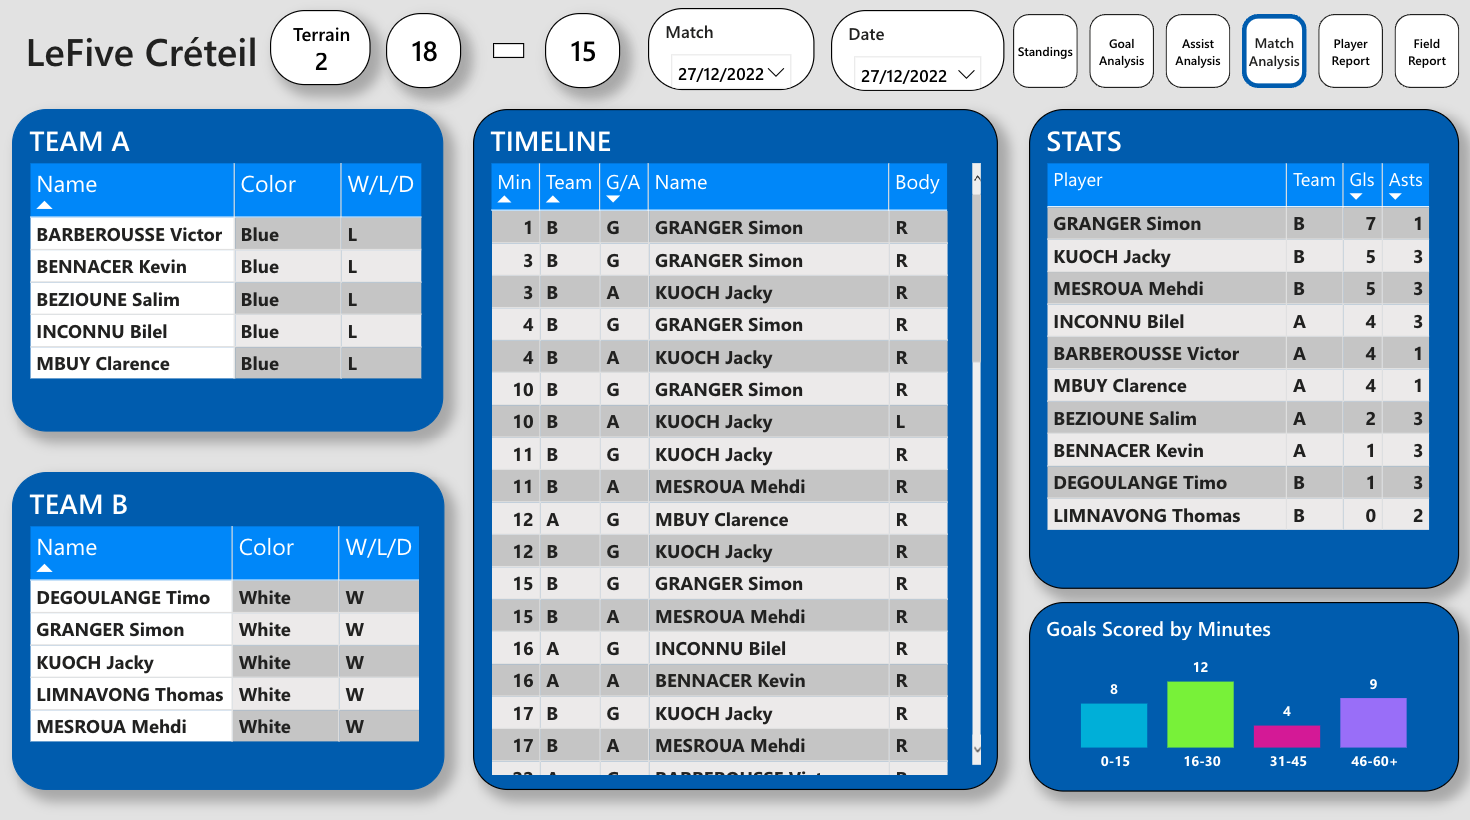 LeFive Créteil
Terrain
2
18
15
Match
27/12/2022
Date
27/12/2022
Standings
Goal
Analysis
Assist
Analysis
Match
Analysis
Player
Report
Field
Report
TEAM A
Name Color W/L/D
BARBEROUSSE Victor Blue L
BENNACER Kevin Blue L
BEZIOUNE Salim Blue L
INCONNU Bilel Blue L
MBUY Clarence Blue L
TEAM B
Name Color W/L/D
DEGOULANGE Timo White W
GRANGER Simon White W
KUOCH Jacky White W
LIMNAVONG Thomas White W
MESROUA Mehdi White W
TIMELINE
Min Team G/A Name Body
1 B G GRANGER Simon R
3 B G GRANGER Simon R
3 B A KUOCH Jacky R
4 B G GRANGER Simon R
4 B A KUOCH Jacky R
10 B G GRANGER Simon R
10 B A KUOCH Jacky L
11 B G KUOCH Jacky R
11 B A MESROUA Mehdi R
12 A G MBUY Clarence R
12 B G KUOCH Jacky R
15 B G GRANGER Simon R
15 B A MESROUA Mehdi R
16 A G INCONNU Bilel R
16 A A BENNACER Kevin R
17 B G KUOCH Jacky R
17 B A MESROUA Mehdi R
STATS
Player Team Gls Asts
GRANGER Simon B 7 1
KUOCH Jacky B 5 3
MESROUA Mehdi B 5 3
INCONNU Bilel A 4 3
BARBEROUSSE Victor A 4 1
MBUY Clarence A 4 1
BEZIOUNE Salim A 2 3
BENNACER Kevin A 1 3
DEGOULANGE Timo B 1 3
LIMNAVONG Thomas B 0 2
Goals Scored by Minutes
8 12 4 9
0-15 16-30 31-45 46-60+